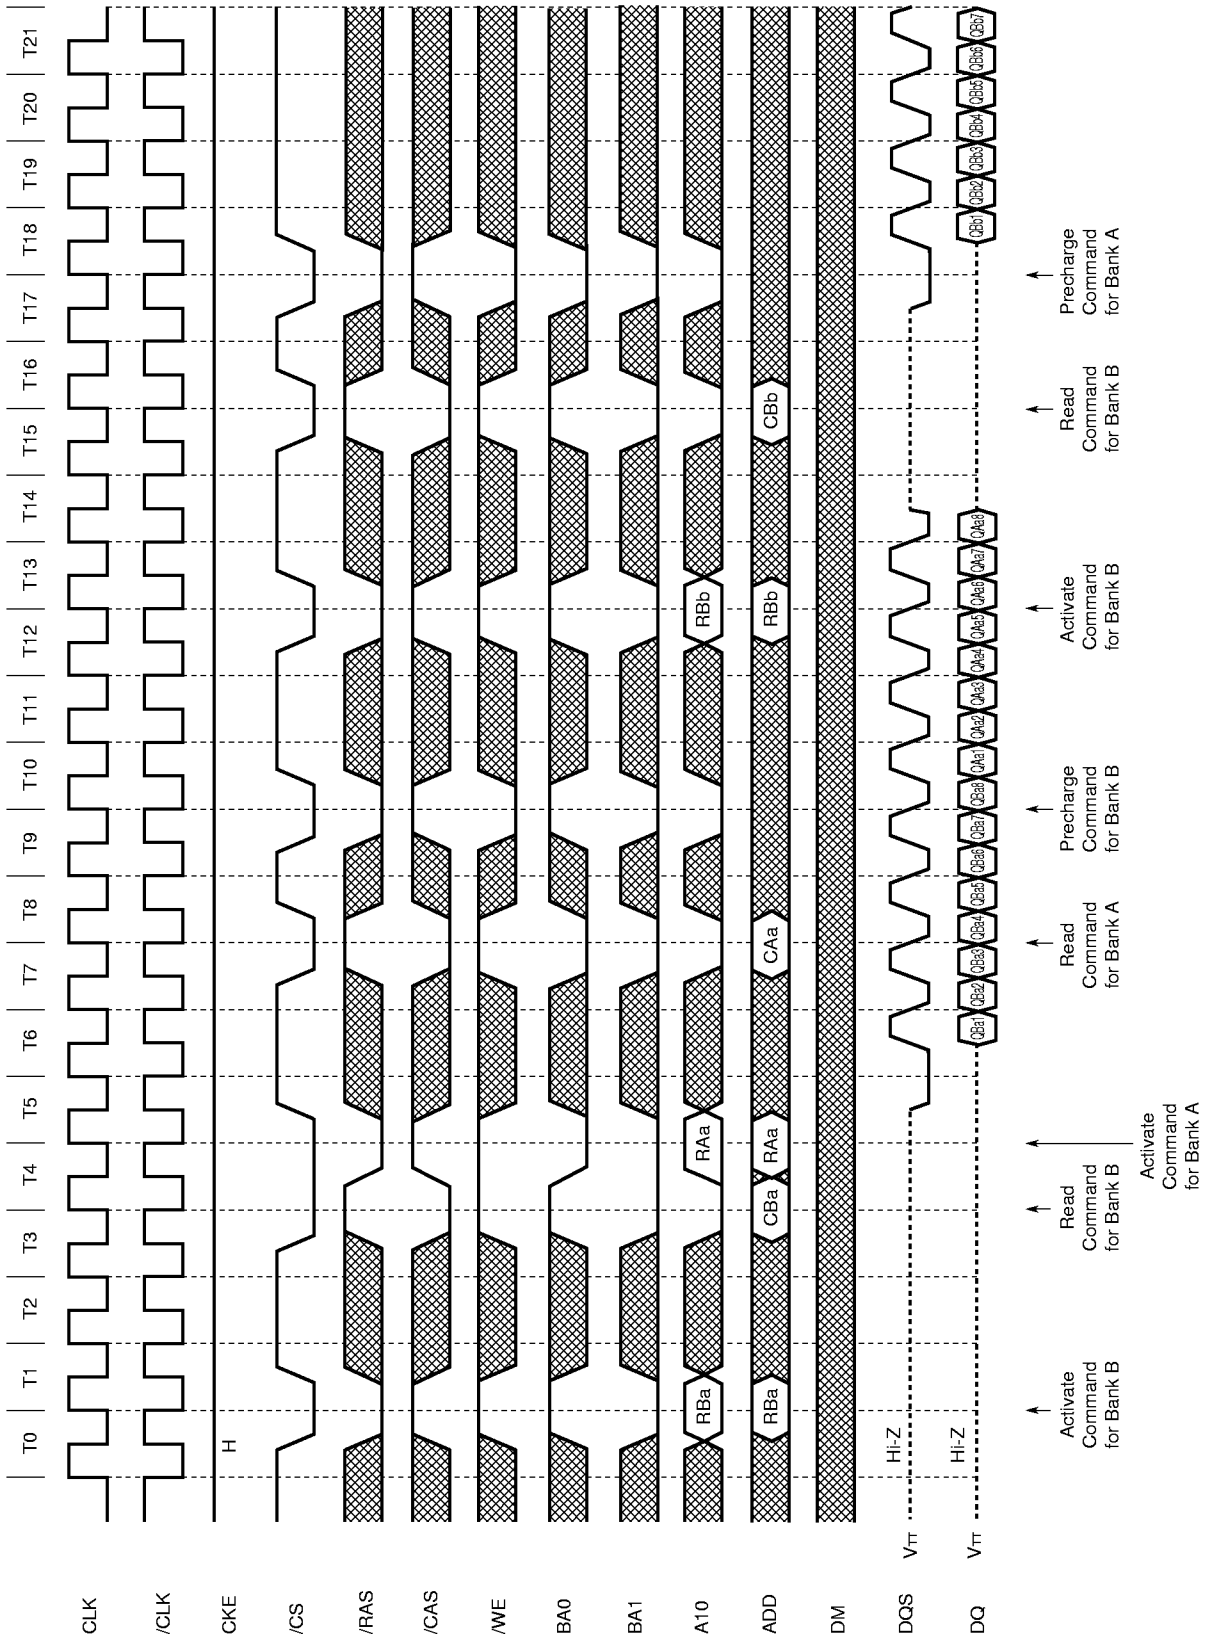 T0 T1 T2 T3 T4 T5 T6 T7 T8 T9 T10 T11 T12 T13 T14 T15 T16 T17 T18 T19 T20 T21
CLK
/CLK
CKE H
/CS
/RAS
/CAS
/WE
BA0
BA1
A10 RBa RAa RBb
ADD RBa CBa RAa CAa RBb CBb
DM
DQS VTT Hi-Z
DQ VTT Hi-Z QBa1 QBa2 QBa3 QBa4 QBa5 QBa6 QBa7 QBa8 QAa1 QAa2 QAa3 QAa4 QAa5 QAa6 QAa7 QAa8 QBb1 QBb2 QBb3 QBb4 QBb5 QBb6 QBb7
Activate
Command
for Bank B
Read
Command
for Bank B
Activate
Command
for Bank A
Read
Command
for Bank A
Precharge
Command
for Bank B
Activate
Command
for Bank B
Read
Command
for Bank B
Precharge
Command
for Bank A